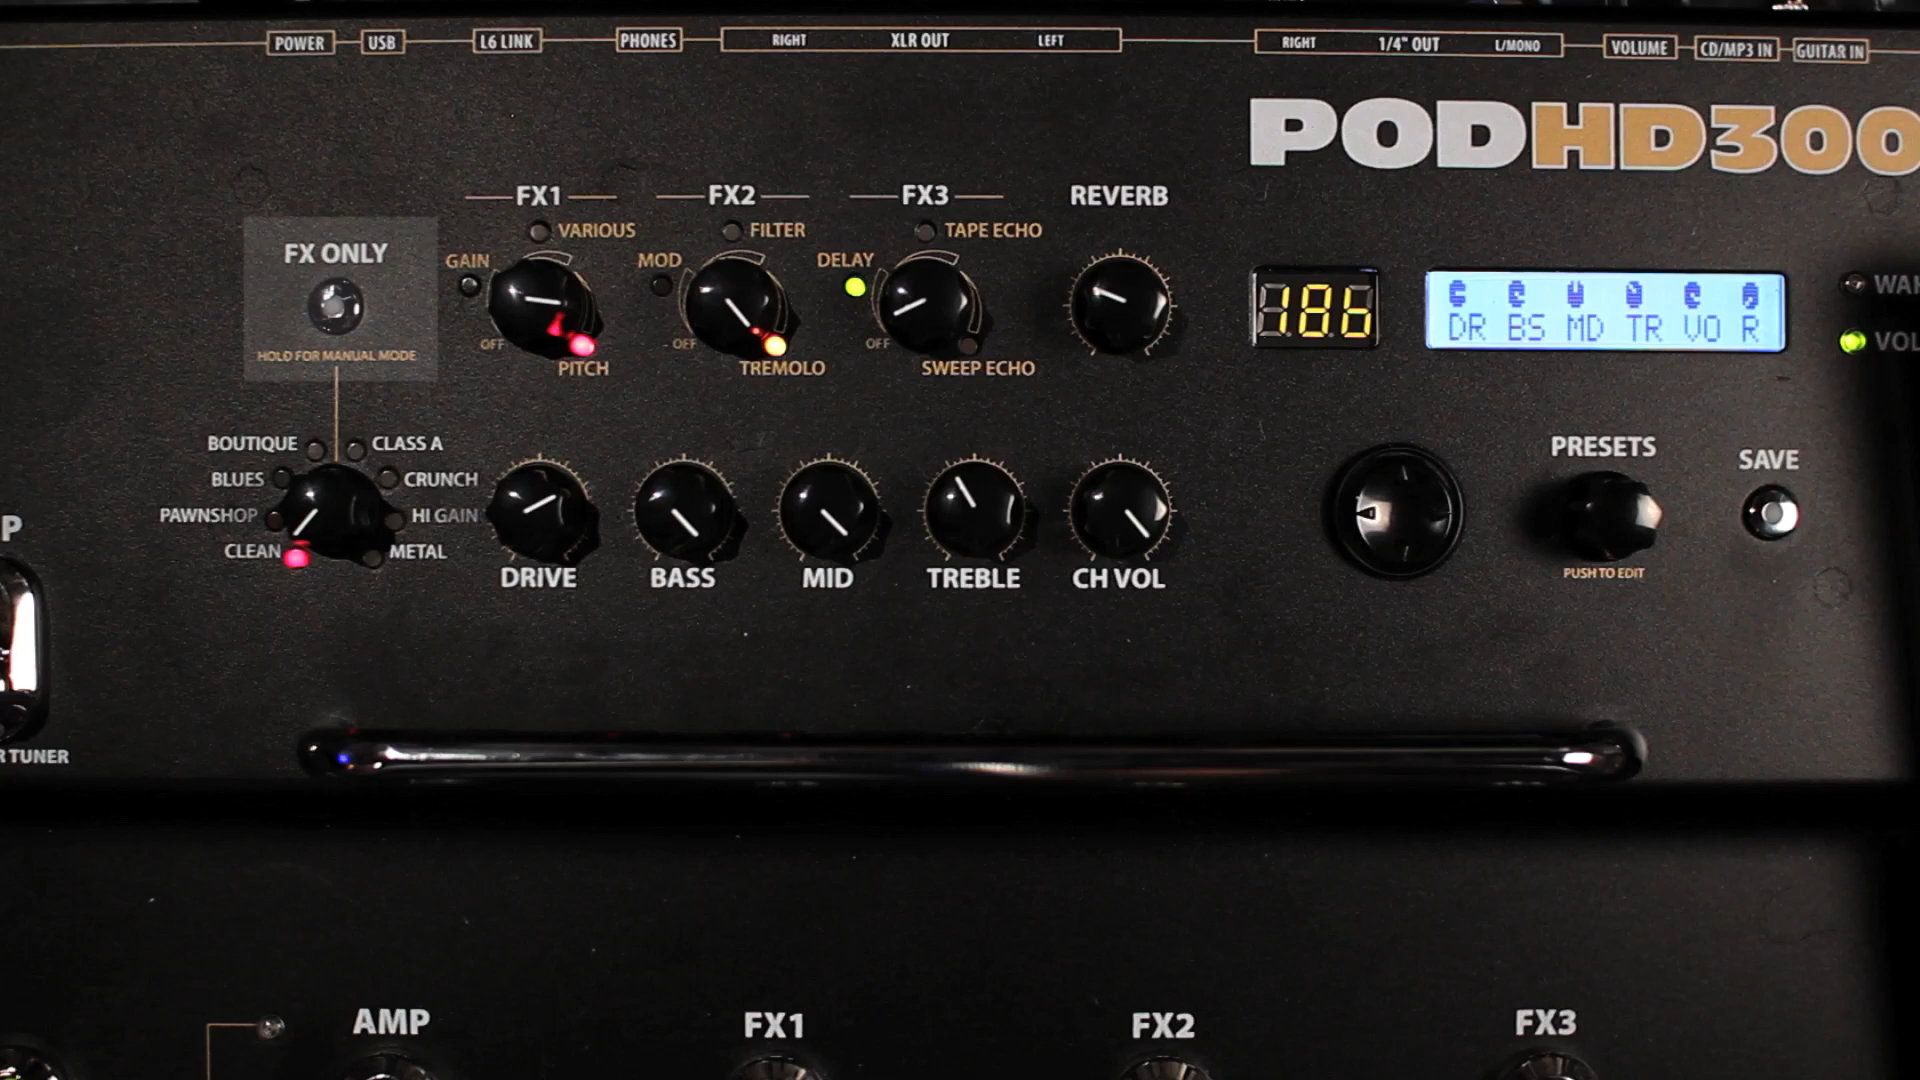 POWER
USB
L6 LINK
PHONES
RIGHT XLR OUT LEFT
RIGHT 1/4" OUT L/MONO
VOLUME
CD/MP3 IN
GUITAR IN
PODHD300
FX1
FX2
FX3
REVERB
VARIOUS
FILTER
TAPE ECHO
FX ONLY
GAIN
MOD
DELAY
HOLD FOR MANUAL MODE
OFF
OFF
OFF
PITCH
TREMOLO
SWEEP ECHO
18b
DR BS MD TR VO R
BOUTIQUE
CLASS A
BLUES
CRUNCH
PAWNSHOP
HI GAIN
CLEAN
METAL
DRIVE
BASS
MID
TREBLE
CH VOL
PRESETS
PUSH TO EDIT
SAVE
TUNER
AMP
FX1
FX2
FX3